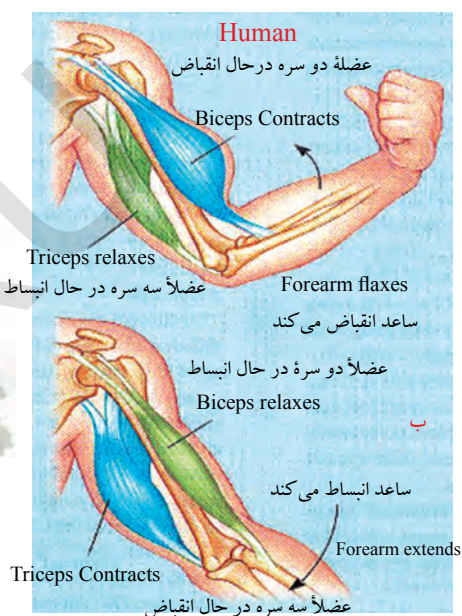 Human
عضلهٔ دو سره درحال انقباض
Biceps Contracts
Triceps relaxes
عضلأ سه سره در حال انبساط
Forearm flaxes
ساعد انقباض می کند
عضلأ دو سرهٔ در حال انبساط
Biceps relaxes
ب
ساعد انبساط می کند
Forearm extends
Triceps Contracts
عضلأ سه سره در حال انقباض